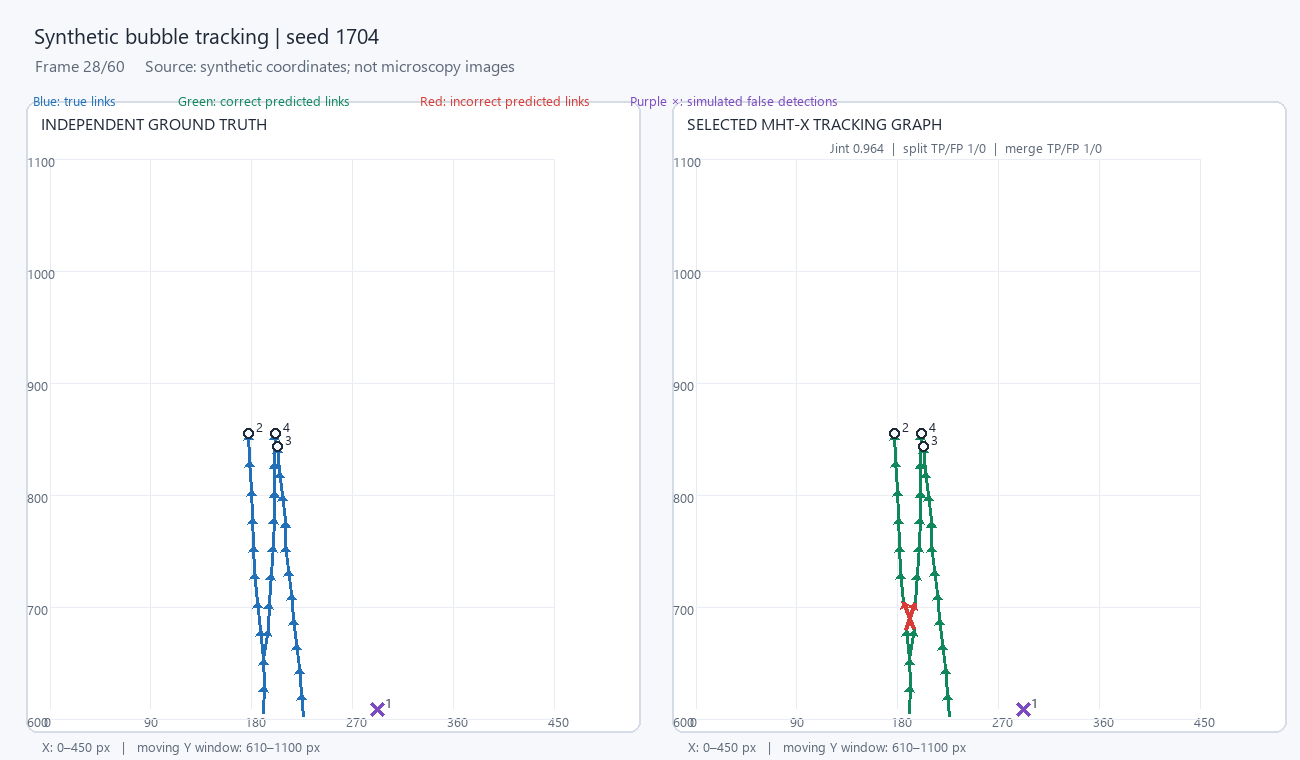 Synthetic bubble tracking | seed 1704
Frame 28/60 Source: synthetic coordinates; not microscopy images
Blue: true links Green: correct predicted links Red: incorrect predicted links Purple ×: simulated false detections
INDEPENDENT GROUND TRUTH
1100
1000
900
800
700
600
2
4
3
1
0 90 180 270 360 450
X: 0–450 px | moving Y window: 610–1100 px
SELECTED MHT-X TRACKING GRAPH
Jint 0.964 | split TP/FP 1/0 | merge TP/FP 1/0
1100
1000
900
800
700
600
2
4
3
1
0 90 180 270 360 450
X: 0–450 px | moving Y window: 610–1100 px